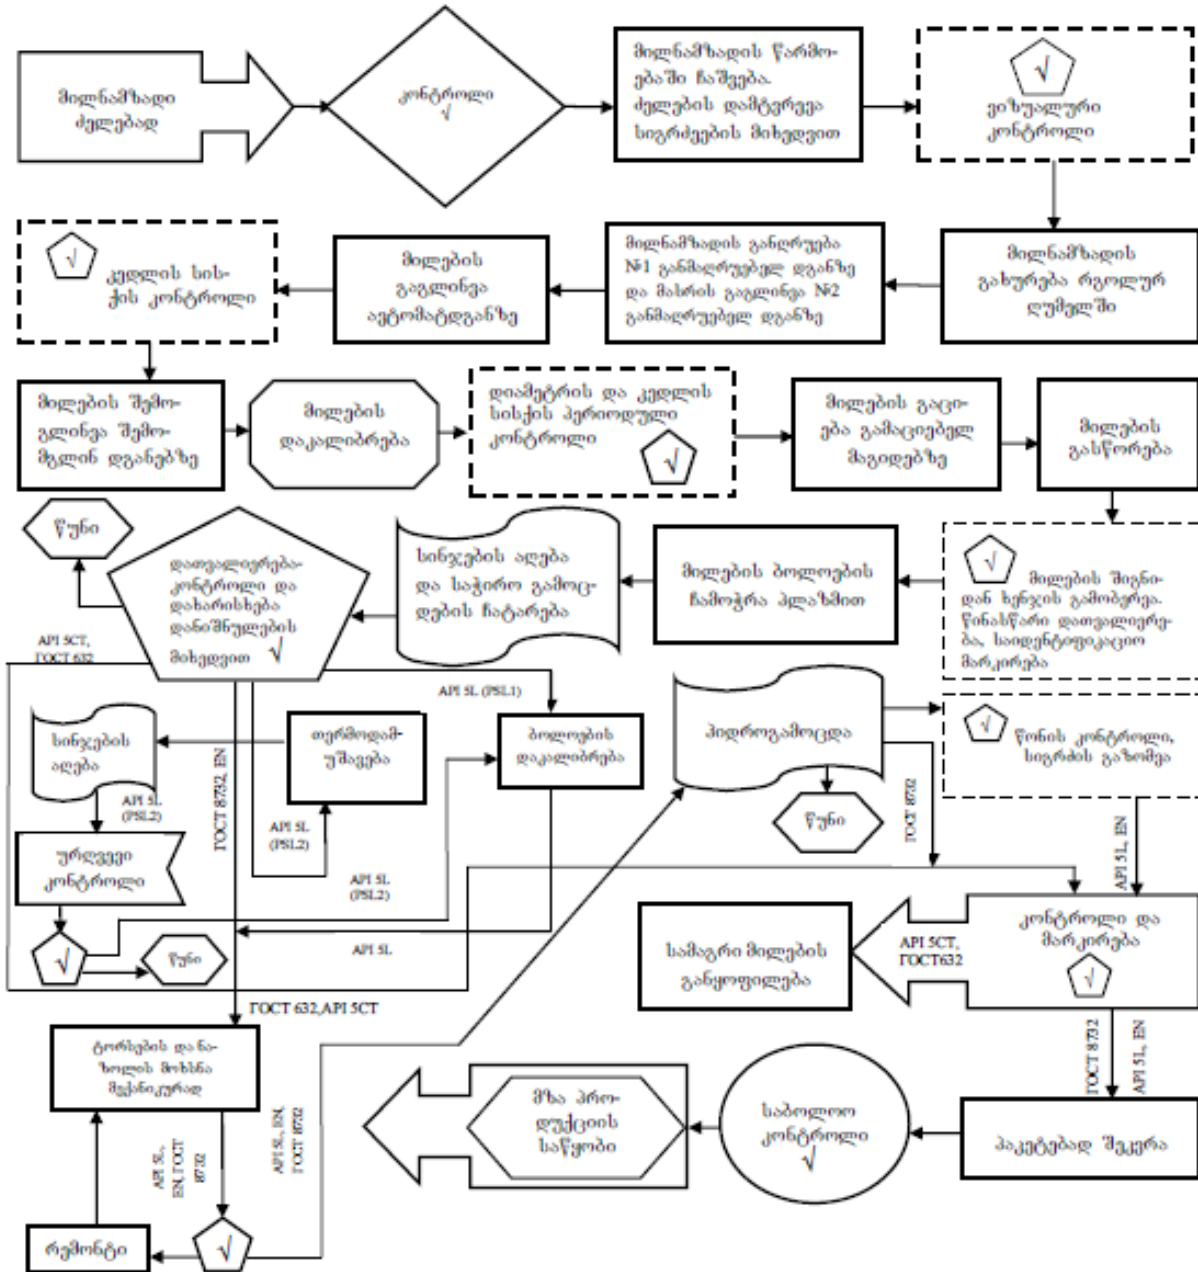 მილნამზადი
ძელებად
კონტროლი
√
მილნამზადის წარმო-
ებაში ჩაშვება.
ძელების დამტვრევა
სიგრძეების მიხედვით
√
ვიზუალური
კონტროლი
√
კედლის სის-
ქის კონტროლი
მილების
გაგლინვა
ავტომატდგანზე
მილნამზადის განღრუება
№1 განმაღრუებელ დგანზე
და მასრის გაგლინვა №2
განმაღრუებელ დგანზე
მილნამზადის
გახურება რგოლურ
ღუმელში
მილების შემო-
გლინვა შემო-
მგლინ დგანებზე
მილების
დაკალიბრება
დიამეტრის და კედლის
სისქის პერიოდული
კონტროლი
√
მილების გაცი-
ება გამაციებელ
მაგიდებზე
მილების
გასწორება
წუნი
დათვალიერება-
კონტროლი და
დახარისხება
დანიშნულების
მიხედვით √
სინჯების აღება
და საჭირო გამოც-
დების ჩატარება
მილების ბოლოების
ჩამოჭრა პლაზმით
√
მილების შიგნი-
დან ხენჯის გამობერვა.
წინასწარი დათვალიერე-
ბა, საიდენტიფიკაციო
მარკირება
API 5CT,
ГОСТ 632
API 5L (PSL1)
სინჯების
აღება
თერმოდამ-
უშავება
ბოლოების
დაკალიბრება
ჰიდროგამოცდა
√
წონის კონტროლი,
სიგრძის გაზომვა
API 5L
(PSL2)
ГОСТ 8732, EN
API 5L
(PSL2)
წუნი
ГОСТ 8732
API 5L, EN
ურღვევი
კონტროლი
API 5L
(PSL2)
√
წუნი
API 5L
სამაგრი მილების
განყოფილება
API 5CT,
ГОСТ632
კონტროლი და
მარკირება
√
ГОСТ 632,API 5CT
ტორსების და ნა-
ზოლის მოხსნა
მექანიკურად
მზა პრო-
დუქციის
საწყობი
საბოლოო
კონტროლი
√
ГОСТ 8732
API 5L, EN
პაკეტებად შეკვრა
API 5L,
EN, ГОСТ
8732
API 5L, EN,
ГОСТ 8732
რემონტი
√